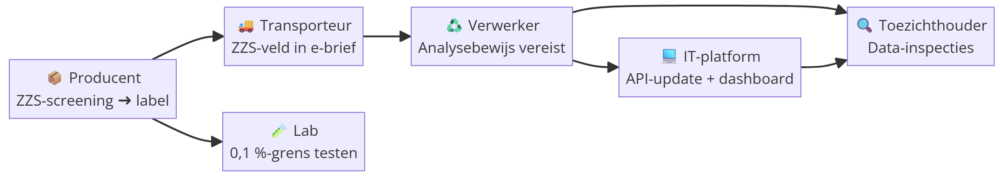 📦 Producent
ZZS-screening ➜ label
🚚 Transporteur
ZZS-veld in e-brief
🧪 Lab
0,1 %-grens testen
♻️ Verwerker
Analysebewijs vereist
💻 IT-platform
API-update + dashboard
🔍 Toezichthouder
Data-inspecties